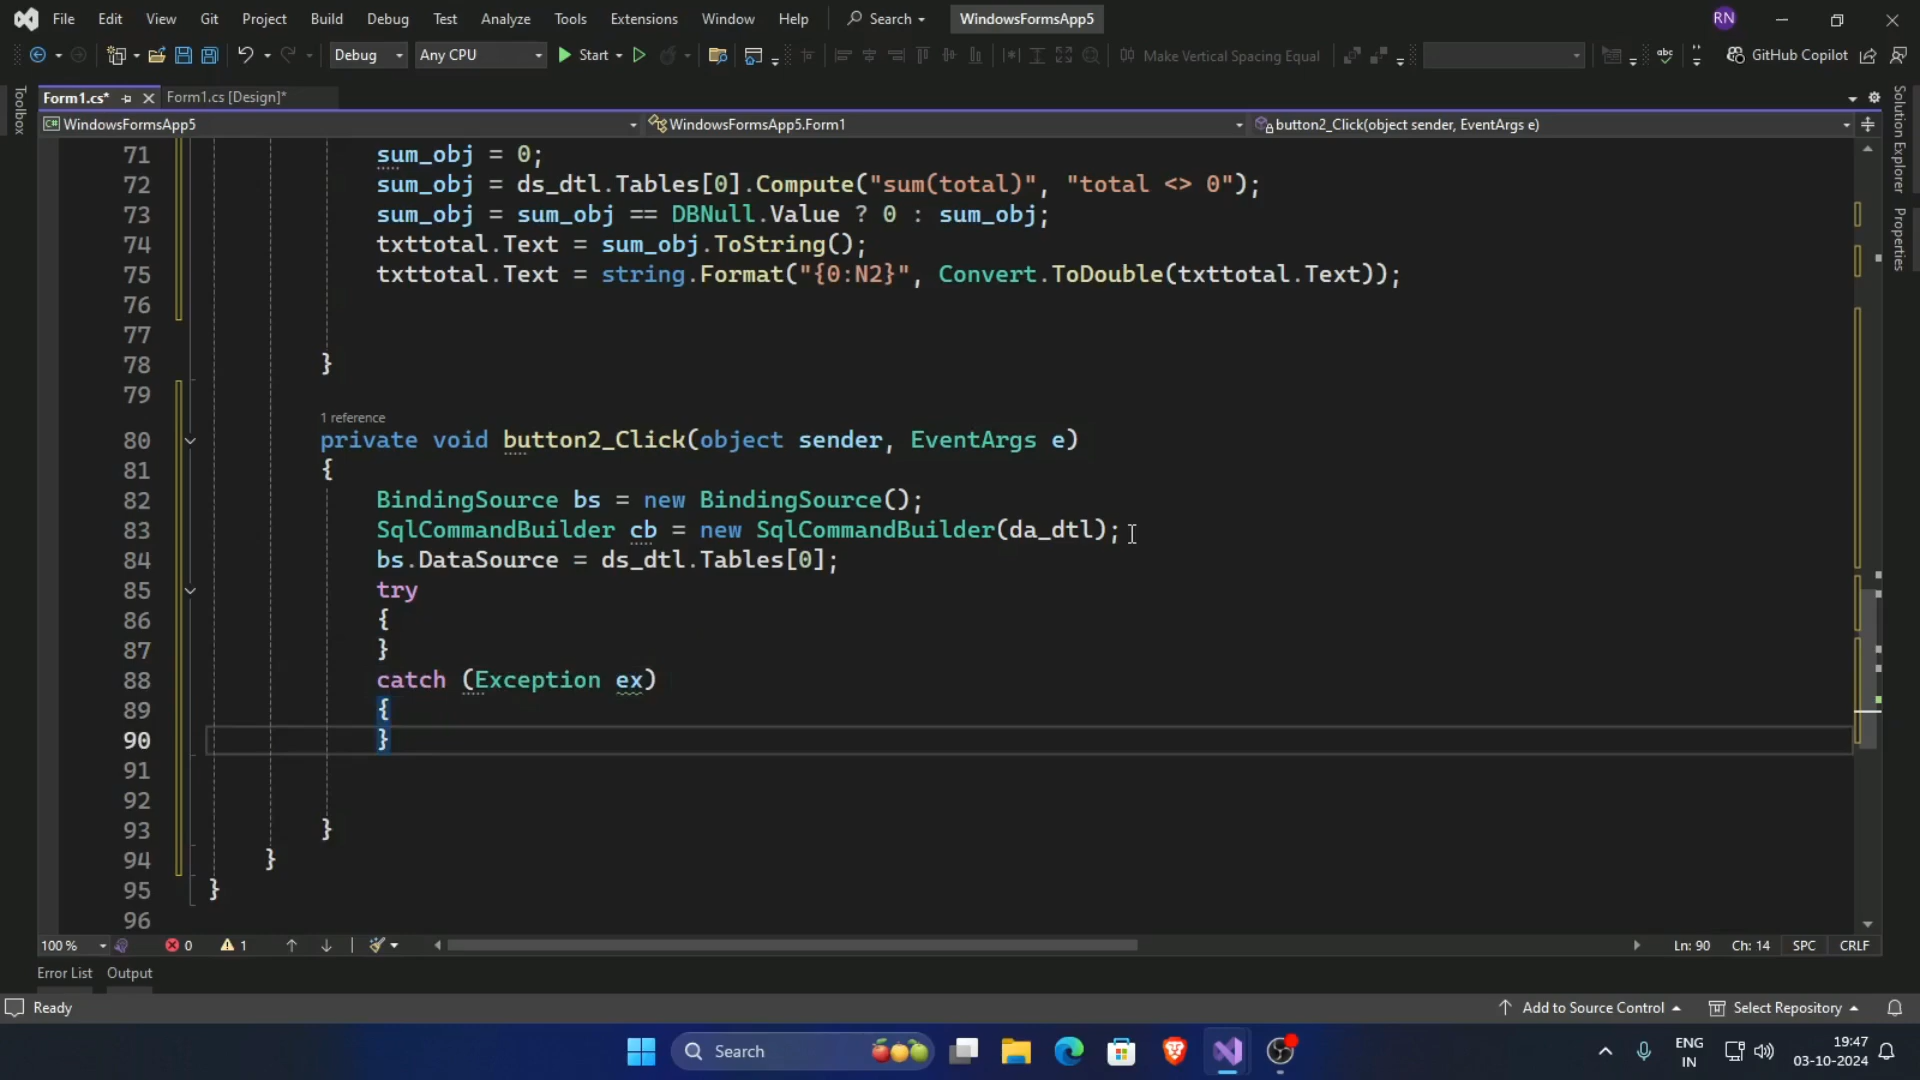 File Edit View Git Project Build Debug Test Analyze Tools Extensions Window Help Search WindowsFormsApp5 RN
Debug Any CPU Start Make Vertical Spacing Equal abc GitHub Copilot
Form1.cs* Form1.cs [Design]*
C# WindowsFormsApp5 WindowsFormsApp5.Form1 button2_Click(object sender, EventArgs e)
Toolbox
Solution Explorer
Properties
71 sum_obj = 0;
72 sum_obj = ds_dtl.Tables[0].Compute("sum(total)", "total <> 0");
73 sum_obj = sum_obj == DBNull.Value ? 0 : sum_obj;
74 txttotal.Text = sum_obj.ToString();
75 txttotal.Text = string.Format("{0:N2}", Convert.ToDouble(txttotal.Text));
76
77
78 }
79
1 reference
80 private void button2_Click(object sender, EventArgs e)
81 {
82 BindingSource bs = new BindingSource();
83 SqlCommandBuilder cb = new SqlCommandBuilder(da_dtl);
84 bs.DataSource = ds_dtl.Tables[0];
85 try
86 {
87 }
88 catch (Exception ex)
89 {
90 }
91
92
93 }
94 }
95 }
96
100 % 0 1 Ln: 90 Ch: 14 SPC CRLF
Error List Output
Ready Add to Source Control Select Repository
Search ENG IN 19:47 03-10-2024